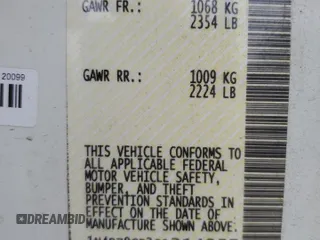 GAWR FR.: 1068 KG
2354 LB
20099
GAWR RR.: 1009 KG
2224 LB
THIS VEHICLE CONFORMS TO
ALL APPLICABLE FEDERAL
MOTOR VEHICLE SAFETY,
BUMPER, AND THEFT
PREVENTION STANDARDS IN
EFFECT ON THE DATE OF
MANUFACTURE SHOWN ABOVE.
DREAMBID